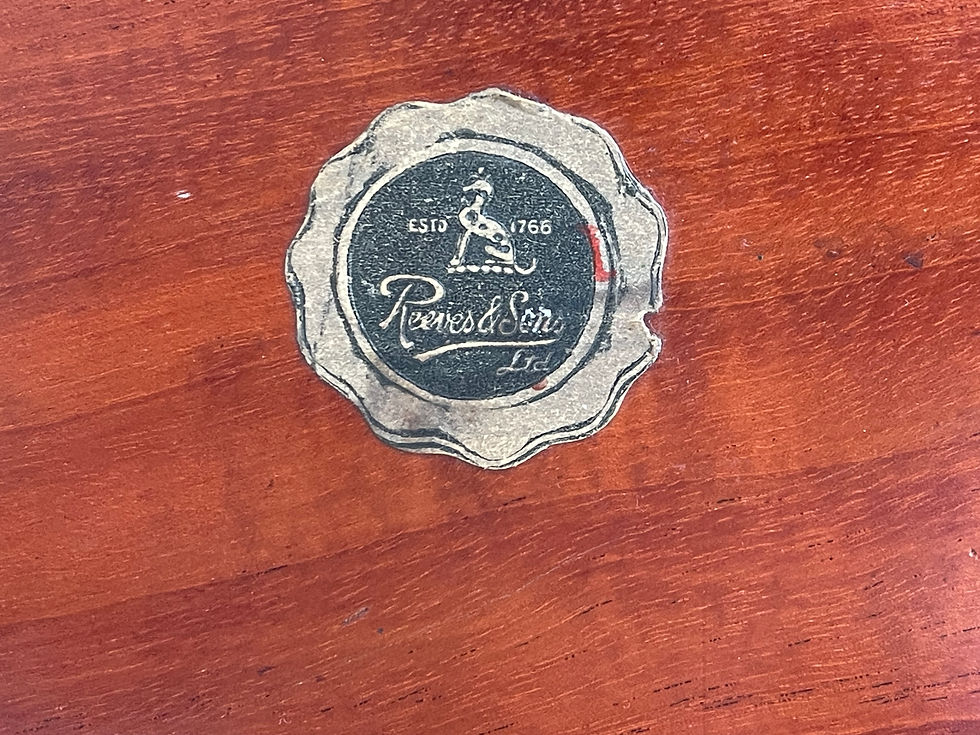 ESTD 1766
Reeves & Sons
Ltd